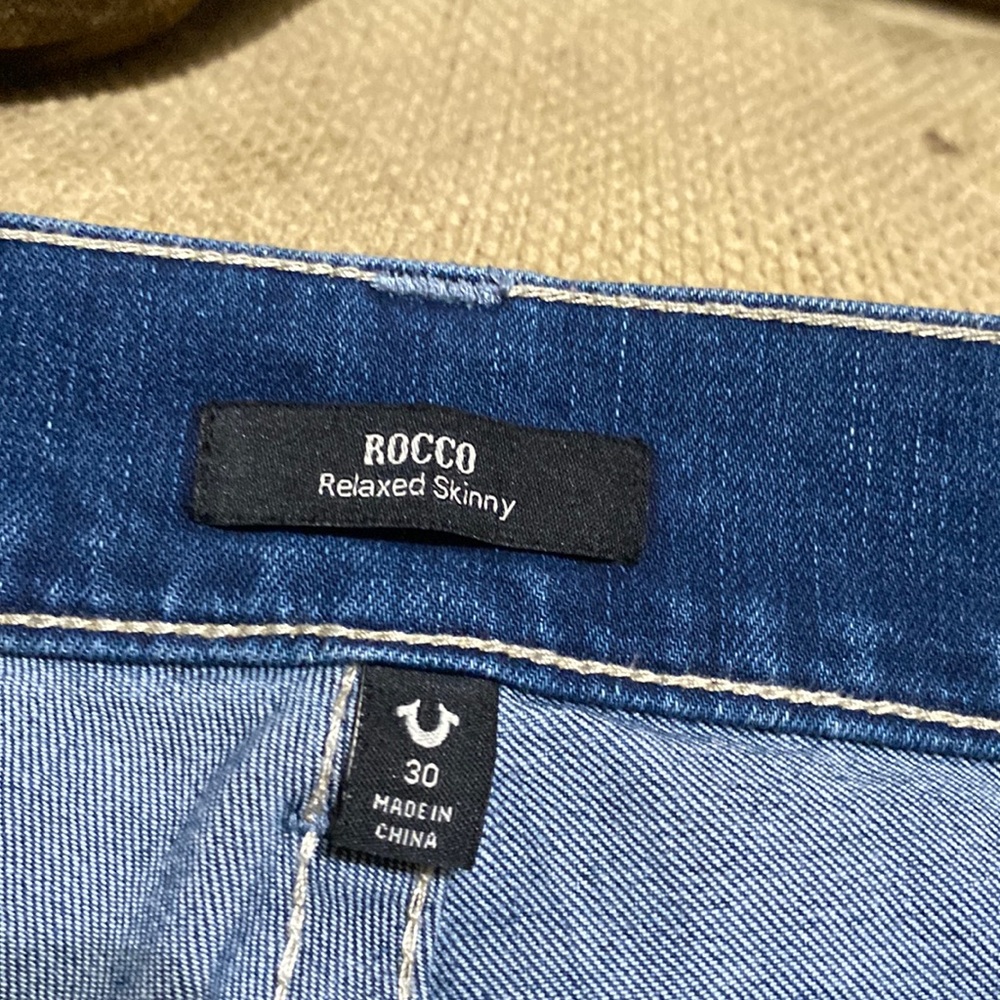 ROCCO
Relaxed Skinny
30
MADE IN
CHINA